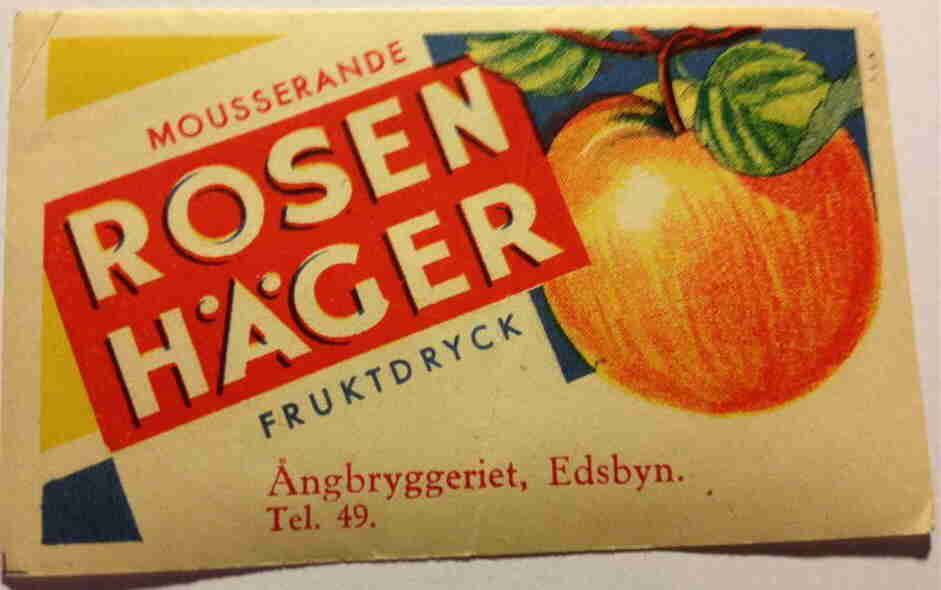 MOUSSERANDE
ROSEN
HÄGER
FRUKTDRYCK
Ångbryggeriet, Edsbyn.
Tel. 49.